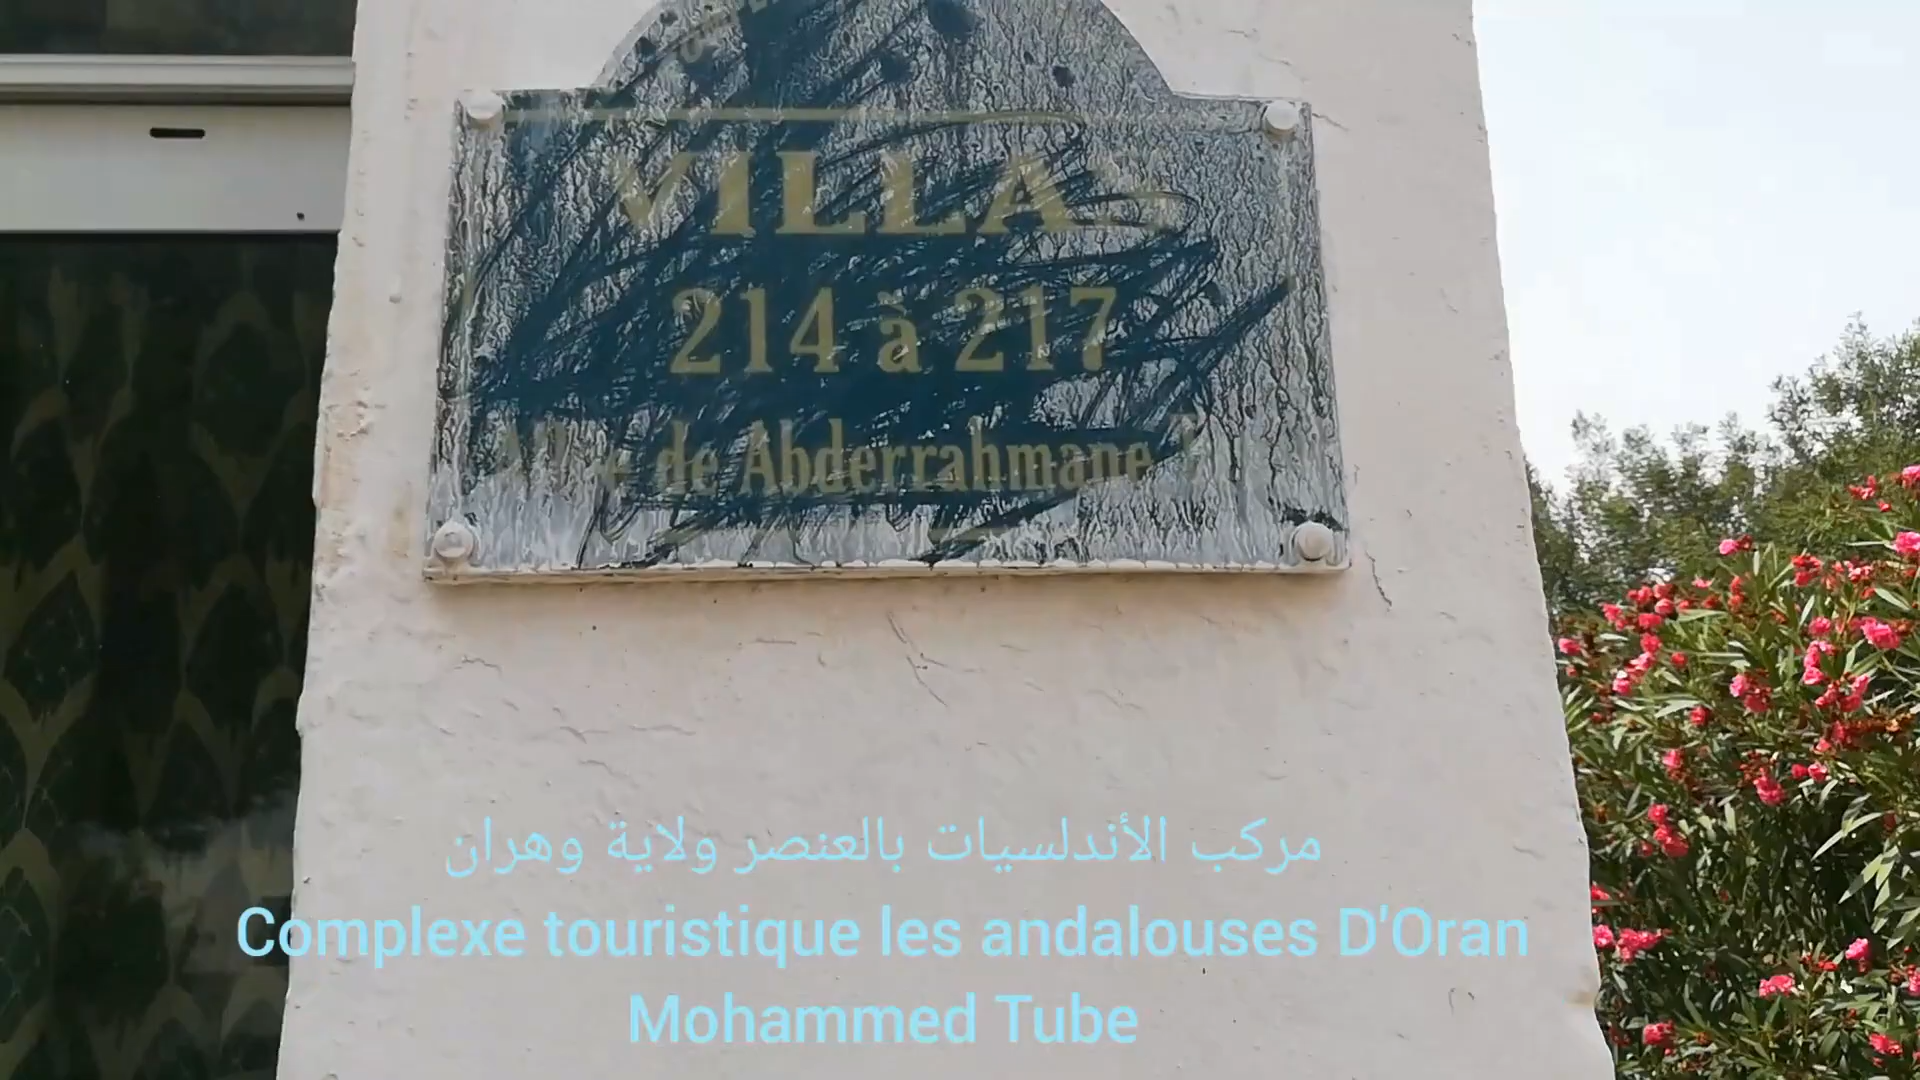 VILLA
214 à 217
de Abderrahmane
مركب الأندلسيات بالعنصر ولاية وهران
Complexe touristique les andalouses D'Oran
Mohammed Tube